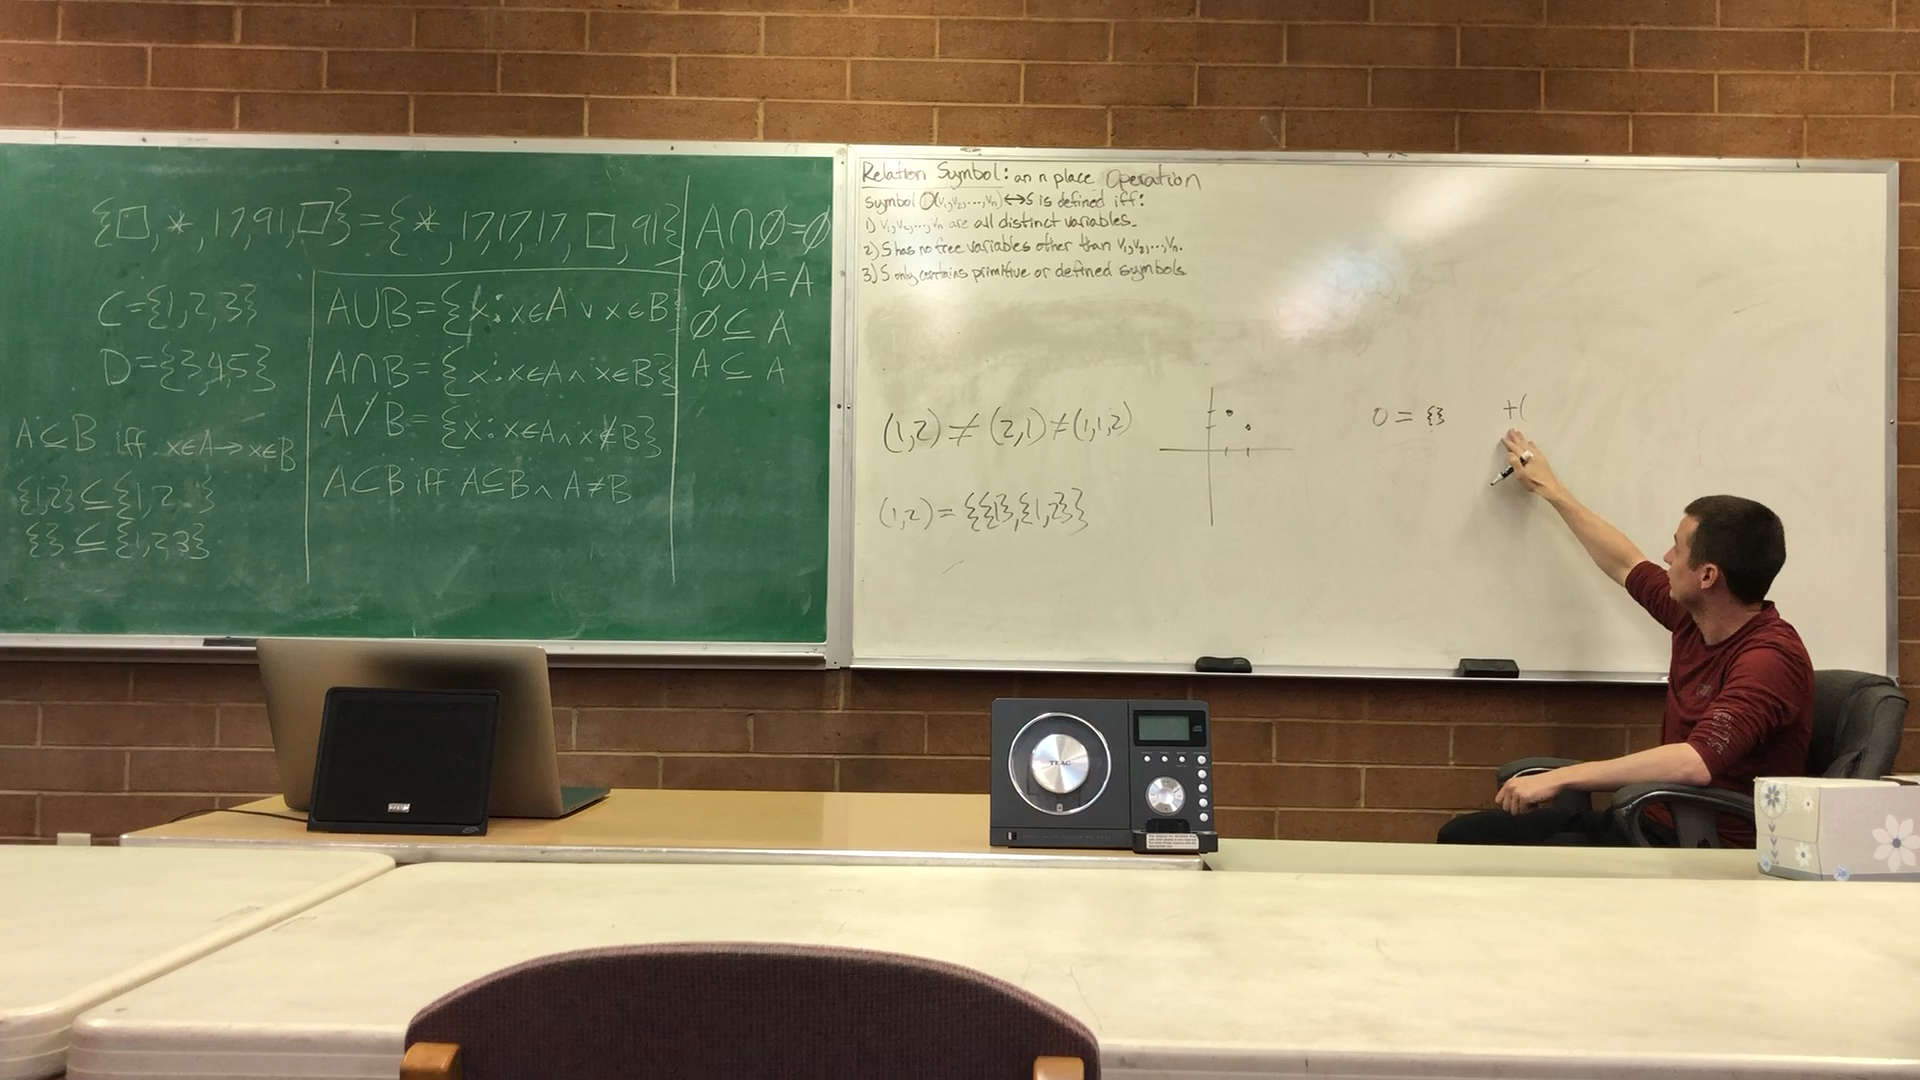 {□, *, 17,91,□}={*, 17,17,17, □, 91}
C={1,2,3}
D={3,4,5}
A⊆B iff x∈A→x∈B
{1,2}⊆{1,2 }
{}⊆{1,2,3}
A∪B={x: x∈A ∨ x∈B}
A∩B={x: x∈A ∧ x∈B}
A/B={x: x∈A ∧ x∉B}
A⊂B iff A⊆B ∧ A≠B
A∩∅=∅
∅∪A=A
∅⊆A
A⊆A
Relation Symbol: an n place operation
symbol O(v₁,v₂,...,vₙ)↔S is defined iff:
1) v₁,v₂,...,vₙ are all distinct variables.
2) S has no free variables other than v₁,v₂,...,vₙ.
3) S only contains primitive or defined symbols
(1,2)≠(2,1)≠(1,1,2)
(1,2)={{1},{1,2}}
0={}
+(
TEAC